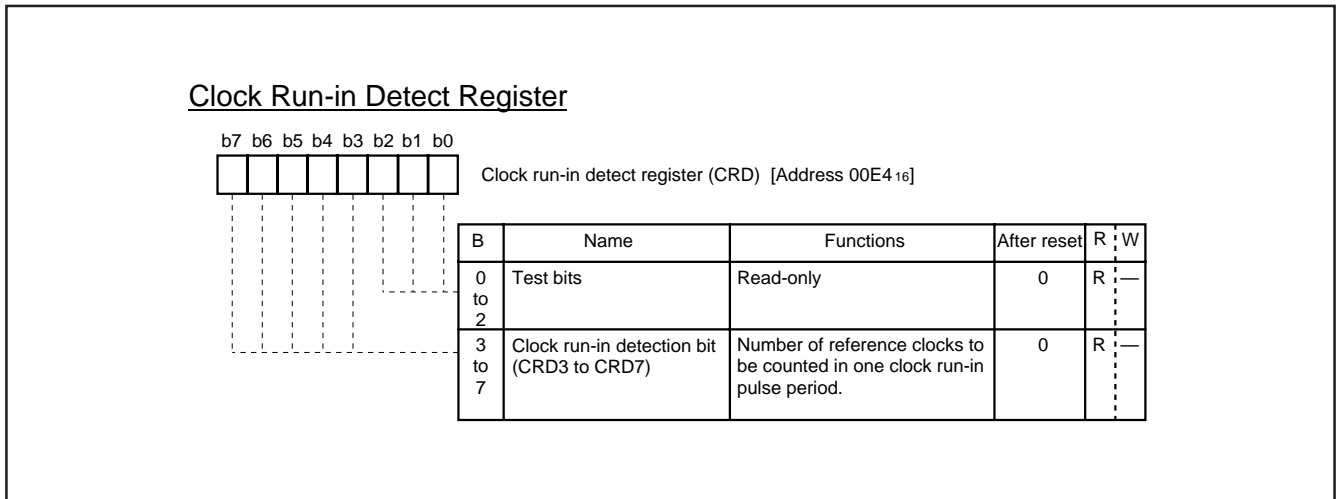 Clock Run-in Detect Register
b7 b6 b5 b4 b3 b2 b1 b0
Clock run-in detect register (CRD) [Address 00E4 16]
B Name Functions After reset R W
0 to 2 Test bits Read-only 0 R —
3 to 7 Clock run-in detection bit (CRD3 to CRD7) Number of reference clocks to be counted in one clock run-in pulse period. 0 R —